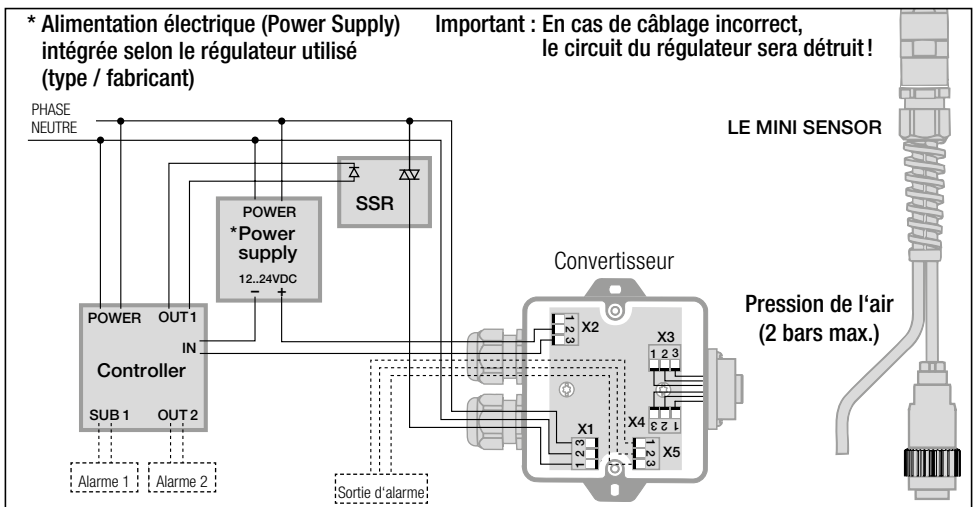 * Alimentation électrique (Power Supply)
intégrée selon le régulateur utilisé
(type / fabricant)
Important : En cas de câblage incorrect,
le circuit du régulateur sera détruit !
PHASE
NEUTRE
LE MINI SENSOR
SSR
POWER
*Power
supply
12..24VDC
− +
Convertisseur
Pression de l‘air
(2 bars max.)
POWER OUT1
IN
Controller
SUB 1 OUT 2
Alarme 1
Alarme 2
Sortie d‘alarme
1
2
3
X2
X3
1 2 3
X4
3 2 1
X1
3
2
1
1
2
3
X5